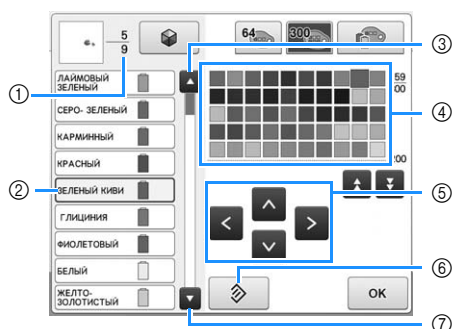 5
9
64
300
①
③
ЛАЙМОВЫЙ
ЗЕЛЕНЫЙ
59
00
СЕРО- ЗЕЛЕНЫЙ
④
КАРМИННЫЙ
КРАСНЫЙ
200
②
ЗЕЛЕНЫЙ КИВИ
⑤
ГЛИЦИНИЯ
ФИОЛЕТОВЫЙ
БЕЛЫЙ
⑥
ЖЕЛТО-
ЗОЛОТИСТЫЙ
OK
⑦